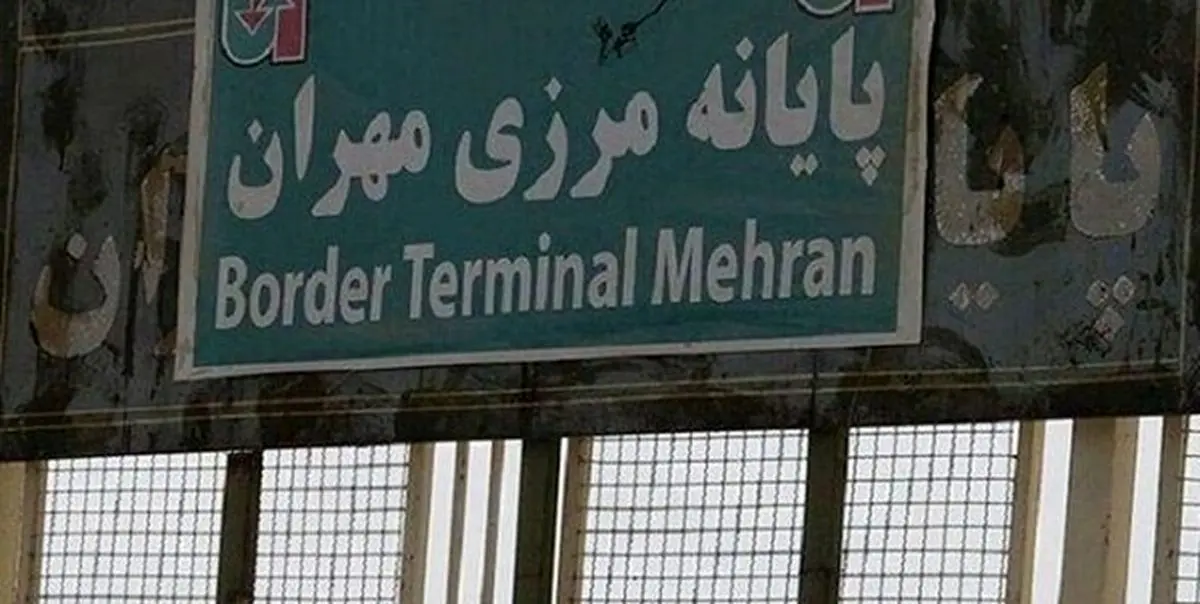 پایانه مرزی مهران
Border Terminal Mehran